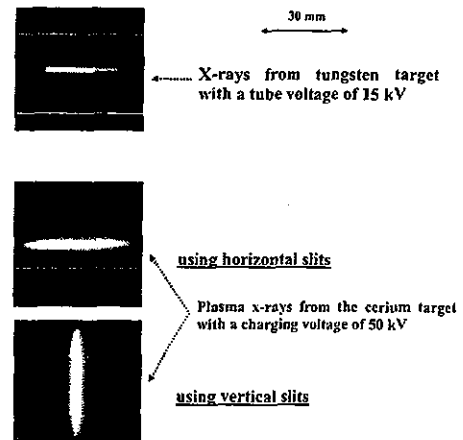 30 mm
X-rays from tungsten target
with a tube voltage of 15 kV
using horizontal slits
Plasma x-rays from the cerium target
with a charging voltage of 50 kV
using vertical slits